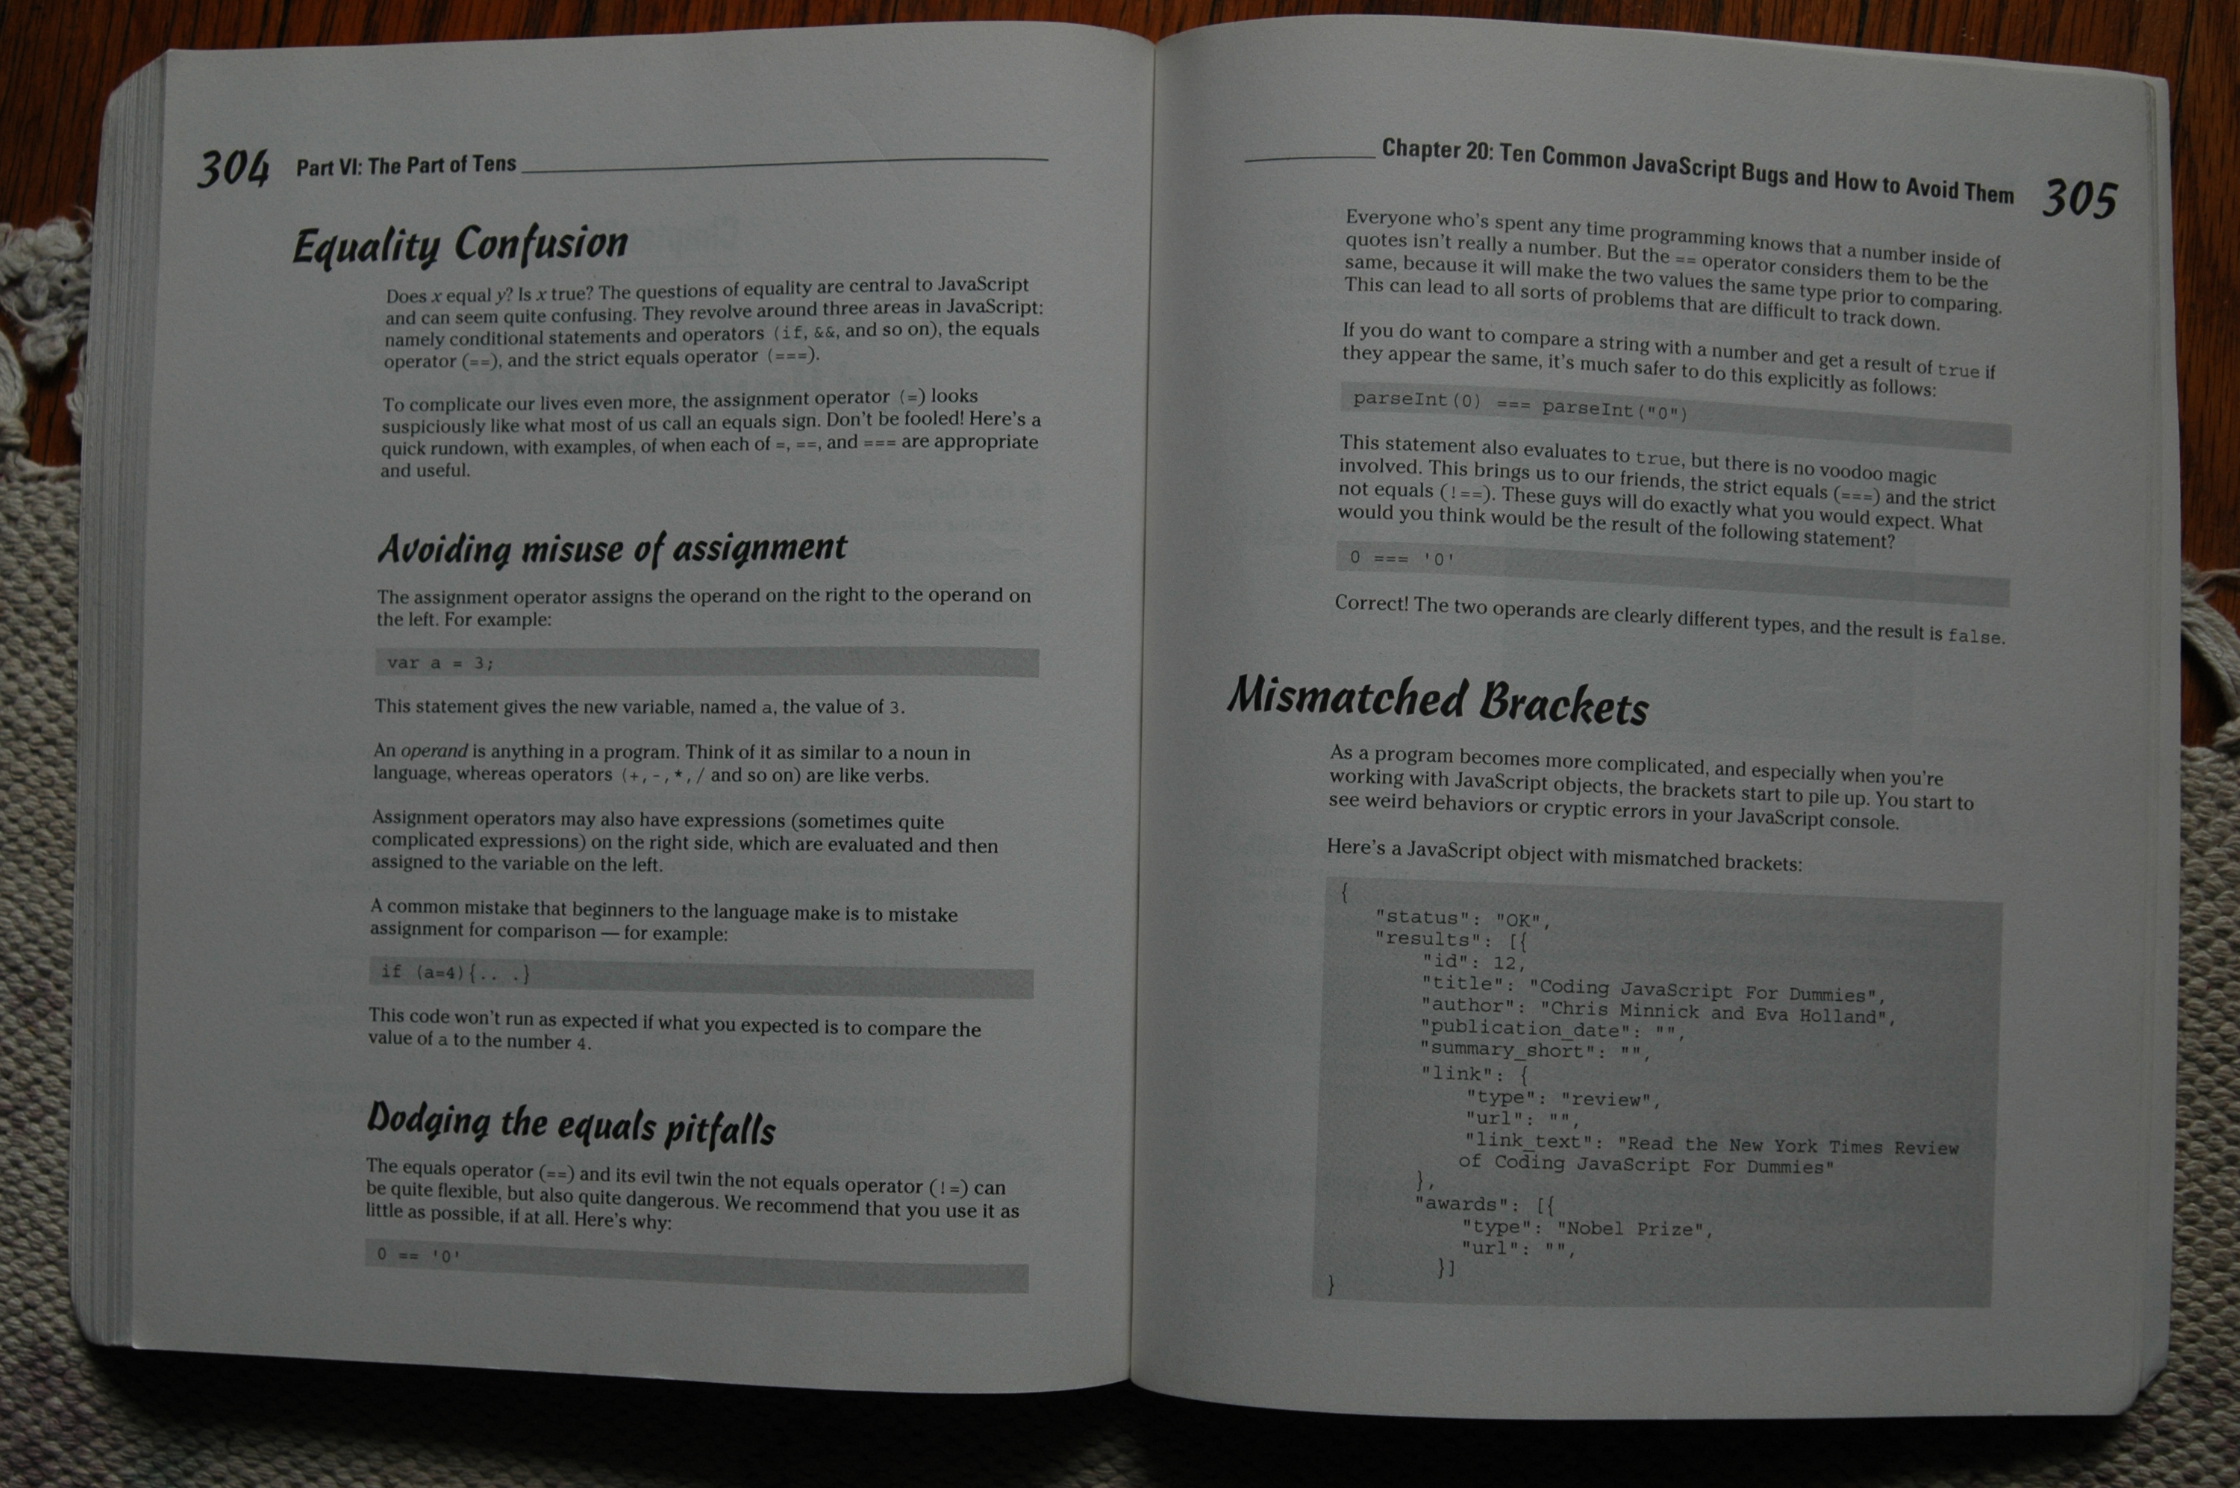 304 Part VI: The Part of Tens
Equality Confusion
Does x equal y? Is x true? The questions of equality are central to JavaScript
and can seem quite confusing. They revolve around three areas in JavaScript:
namely conditional statements and operators (if, &&, and so on), the equals
operator (==), and the strict equals operator (===).
To complicate our lives even more, the assignment operator (=) looks
suspiciously like what most of us call an equals sign. Don't be fooled! Here's a
quick rundown, with examples, of when each of =, ==, and === are appropriate
and useful.
Avoiding misuse of assignment
The assignment operator assigns the operand on the right to the operand on
the left. For example:
var a = 3;
This statement gives the new variable, named a, the value of 3.
An operand is anything in a program. Think of it as similar to a noun in
language, whereas operators (+, -, *, / and so on) are like verbs.
Assignment operators may also have expressions (sometimes quite
complicated expressions) on the right side, which are evaluated and then
assigned to the variable on the left.
A common mistake that beginners to the language make is to mistake
assignment for comparison — for example:
if (a=4){...}
This code won't run as expected if what you expected is to compare the
value of a to the number 4.
Dodging the equals pitfalls
The equals operator (==) and its evil twin the not equals operator (!=) can
be quite flexible, but also quite dangerous. We recommend that you use it as
little as possible, if at all. Here's why:
0 == '0'
Chapter 20: Ten Common JavaScript Bugs and How to Avoid Them 305
Everyone who's spent any time programming knows that a number inside of
quotes isn't really a number. But the == operator considers them to be the
same, because it will make the two values the same type prior to comparing.
This can lead to all sorts of problems that are difficult to track down.
If you do want to compare a string with a number and get a result of true if
they appear the same, it's much safer to do this explicitly as follows:
parseInt(0) === parseInt("0")
This statement also evaluates to true, but there is no voodoo magic
involved. This brings us to our friends, the strict equals (===) and the strict
not equals (!==). These guys will do exactly what you would expect. What
would you think would be the result of the following statement?
0 === '0'
Correct! The two operands are clearly different types, and the result is false.
Mismatched Brackets
As a program becomes more complicated, and especially when you're
working with JavaScript objects, the brackets start to pile up. You start to
see weird behaviors or cryptic errors in your JavaScript console.
Here's a JavaScript object with mismatched brackets:
{
"status": "OK",
"results": [{
"id": 12,
"title": "Coding JavaScript For Dummies",
"author": "Chris Minnick and Eva Holland",
"publication_date": "",
"summary_short": "",
"link": {
"type": "review",
"url": "",
"link_text": "Read the New York Times Review
of Coding JavaScript For Dummies"
},
"awards": [{
"type": "Nobel Prize",
"url": "",
}]
}